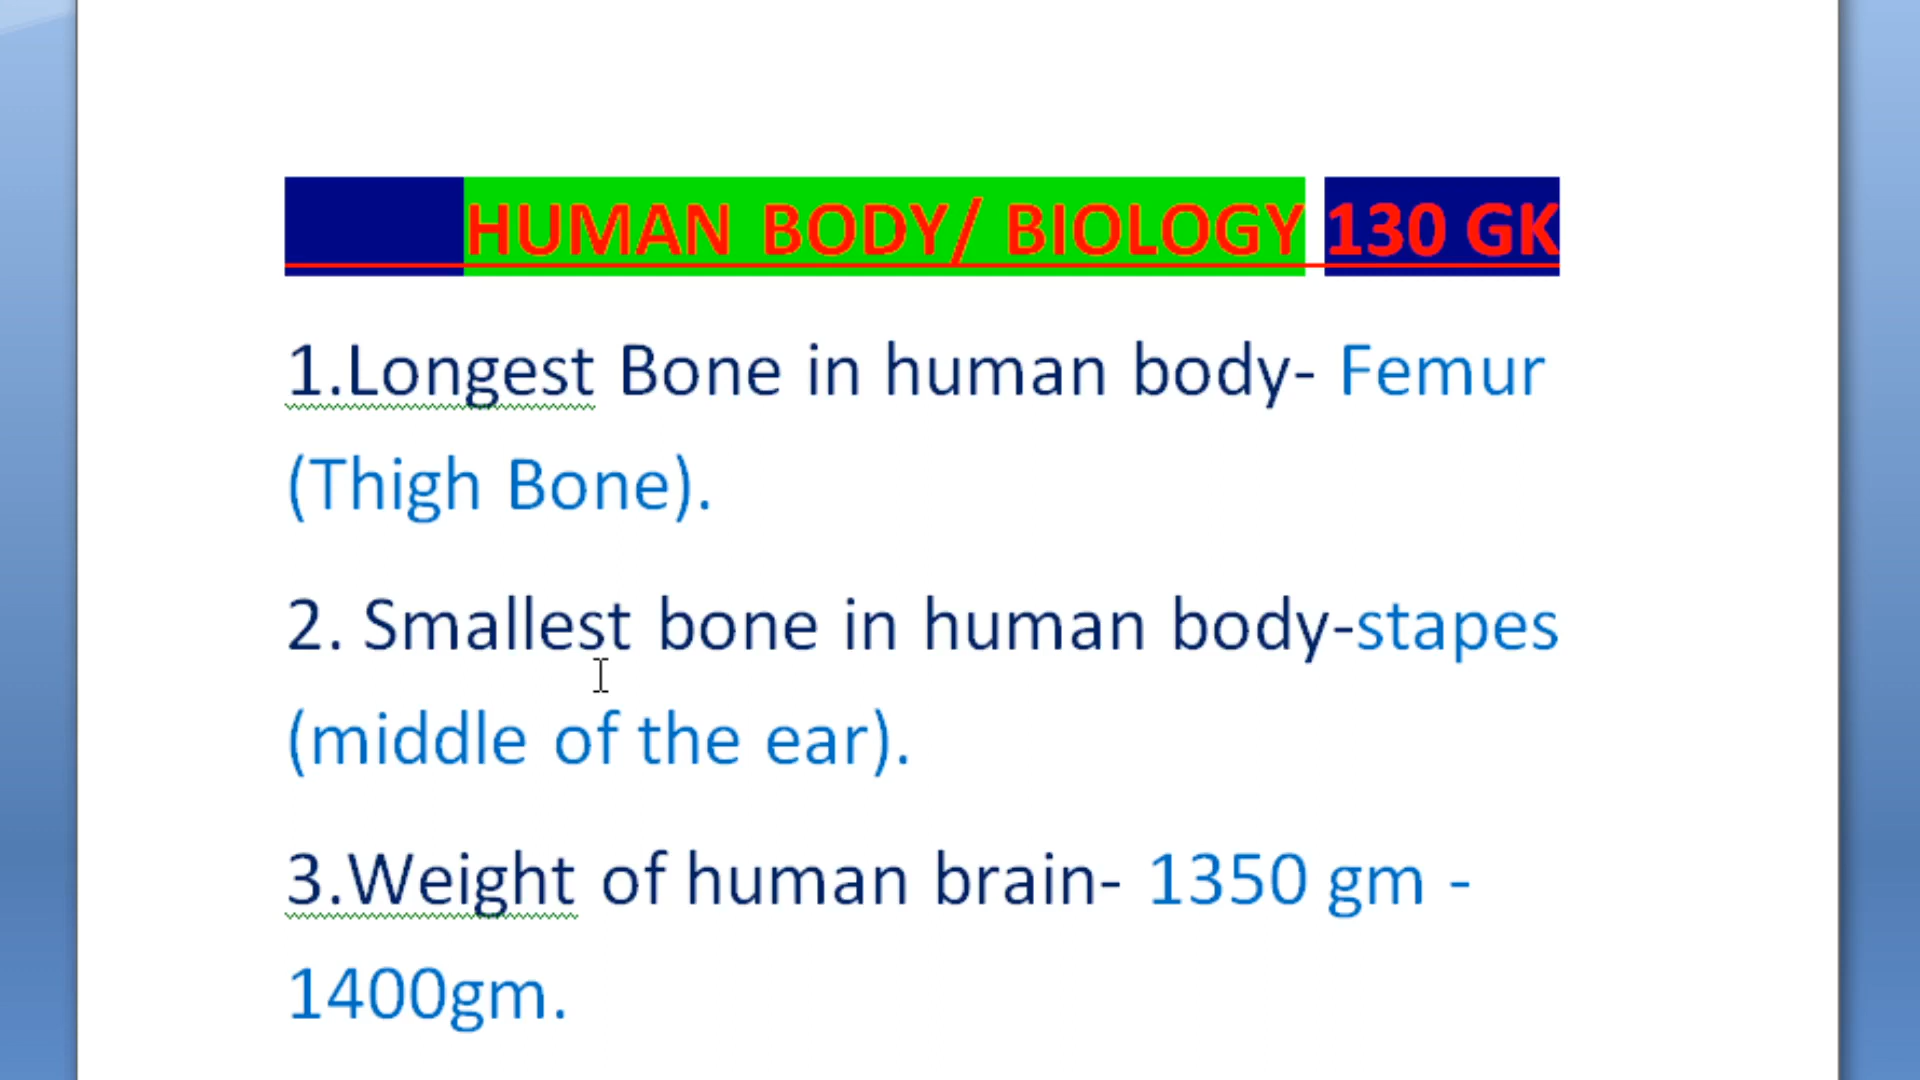 HUMAN BODY/ BIOLOGY 130 GK
1.Longest Bone in human body- Femur
(Thigh Bone).
2. Smallest bone in human body-stapes
(middle of the ear).
3.Weight of human brain- 1350 gm -
1400gm.